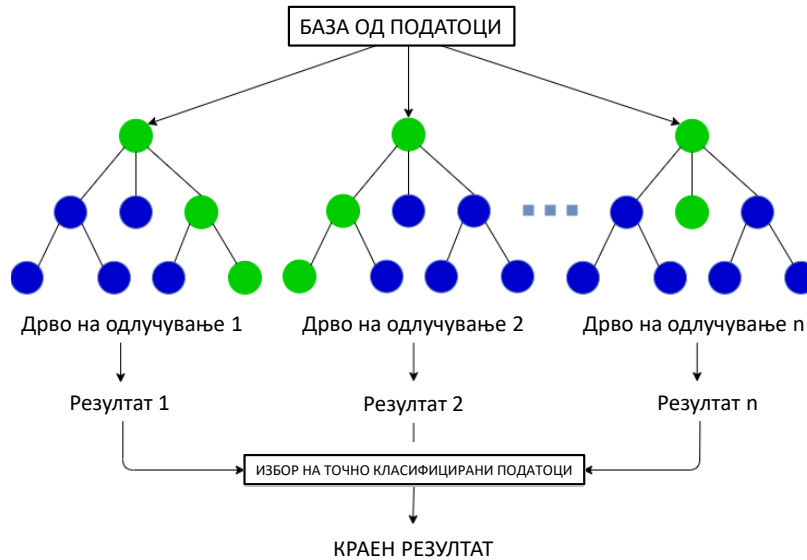 БАЗА ОД ПОДАТОЦИ
Дрво на одлучување 1
Дрво на одлучување 2
Дрво на одлучување n
Резултат 1
Резултат 2
Резултат n
ИЗБОР НА ТОЧНО КЛАСИФИЦИРАНИ ПОДАТОЦИ
КРАЕН РЕЗУЛТАТ